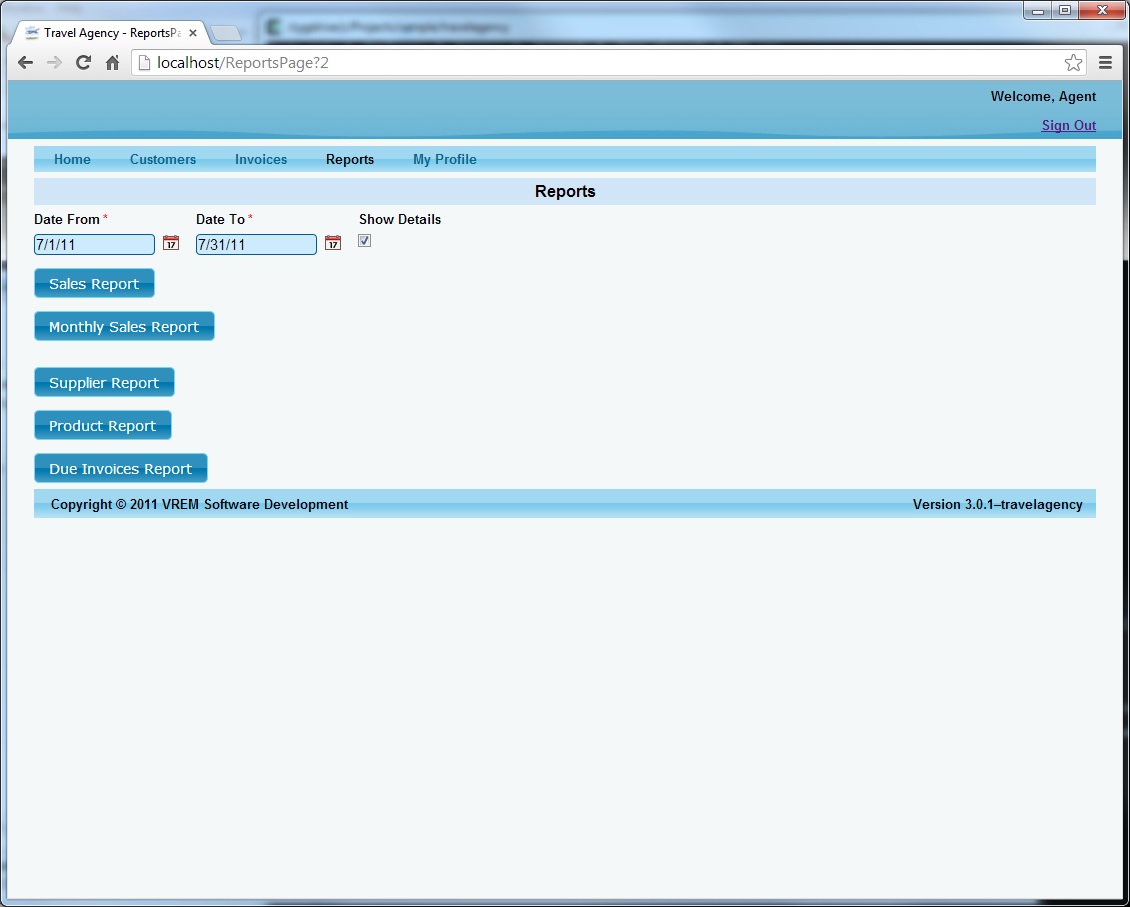 Travel Agency - ReportsPa
localhost/ReportsPage?2
Welcome, Agent
Sign Out
Home Customers Invoices Reports My Profile
Reports
Date From * Date To * Show Details
7/1/11 17 7/31/11 17
Sales Report
Monthly Sales Report
Supplier Report
Product Report
Due Invoices Report
Copyright © 2011 VREM Software Development Version 3.0.1–travelagency